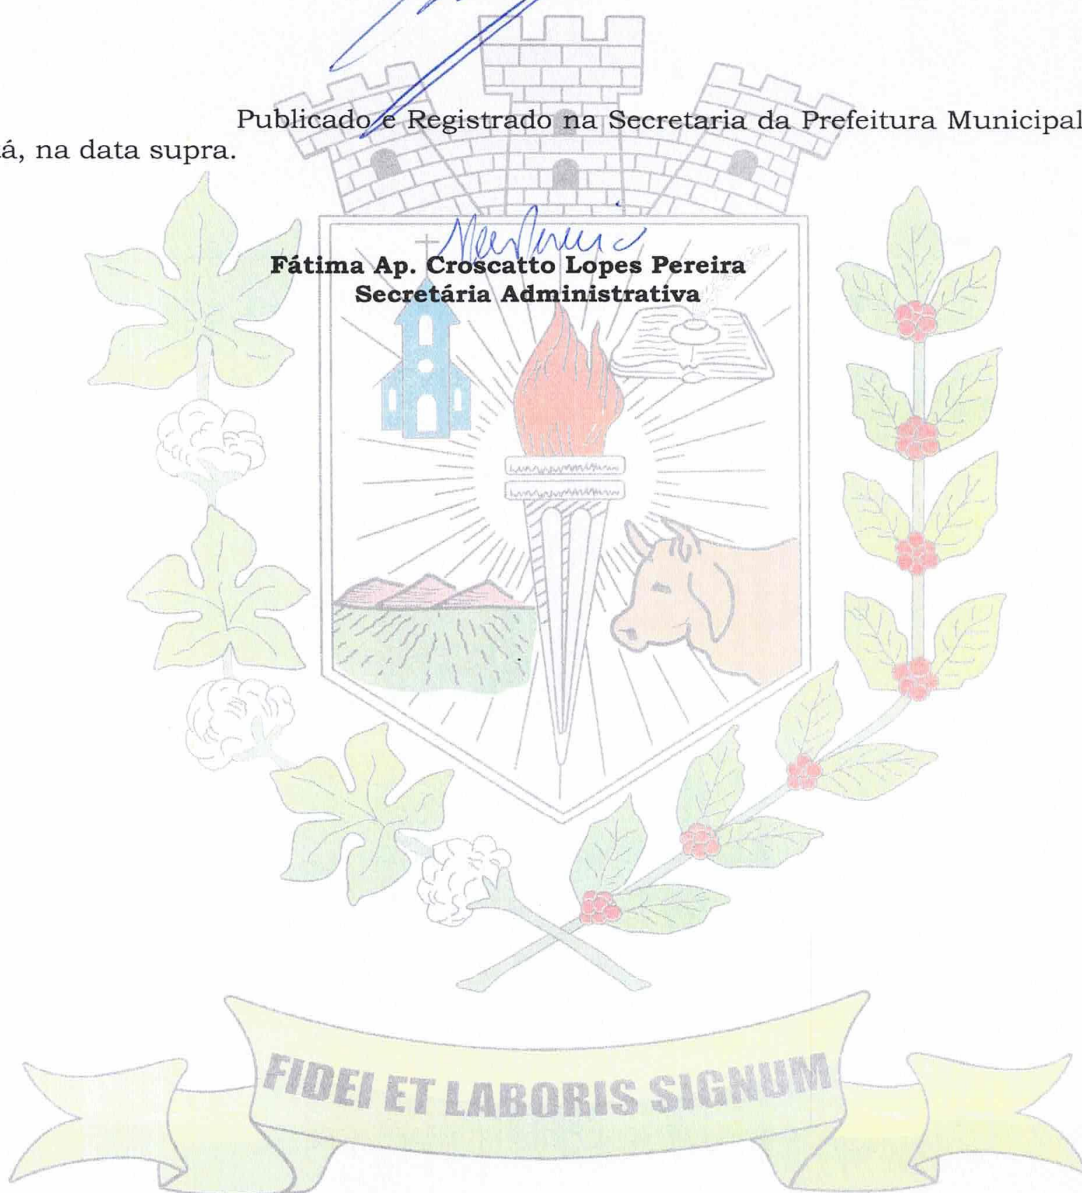 Publicado e Registrado na Secretaria da Prefeitura Municipal
á, na data supra.
Fátima Ap. Croscatto Lopes Pereira
Secretária Administrativa
FIDEI ET LABORIS SIGNUM